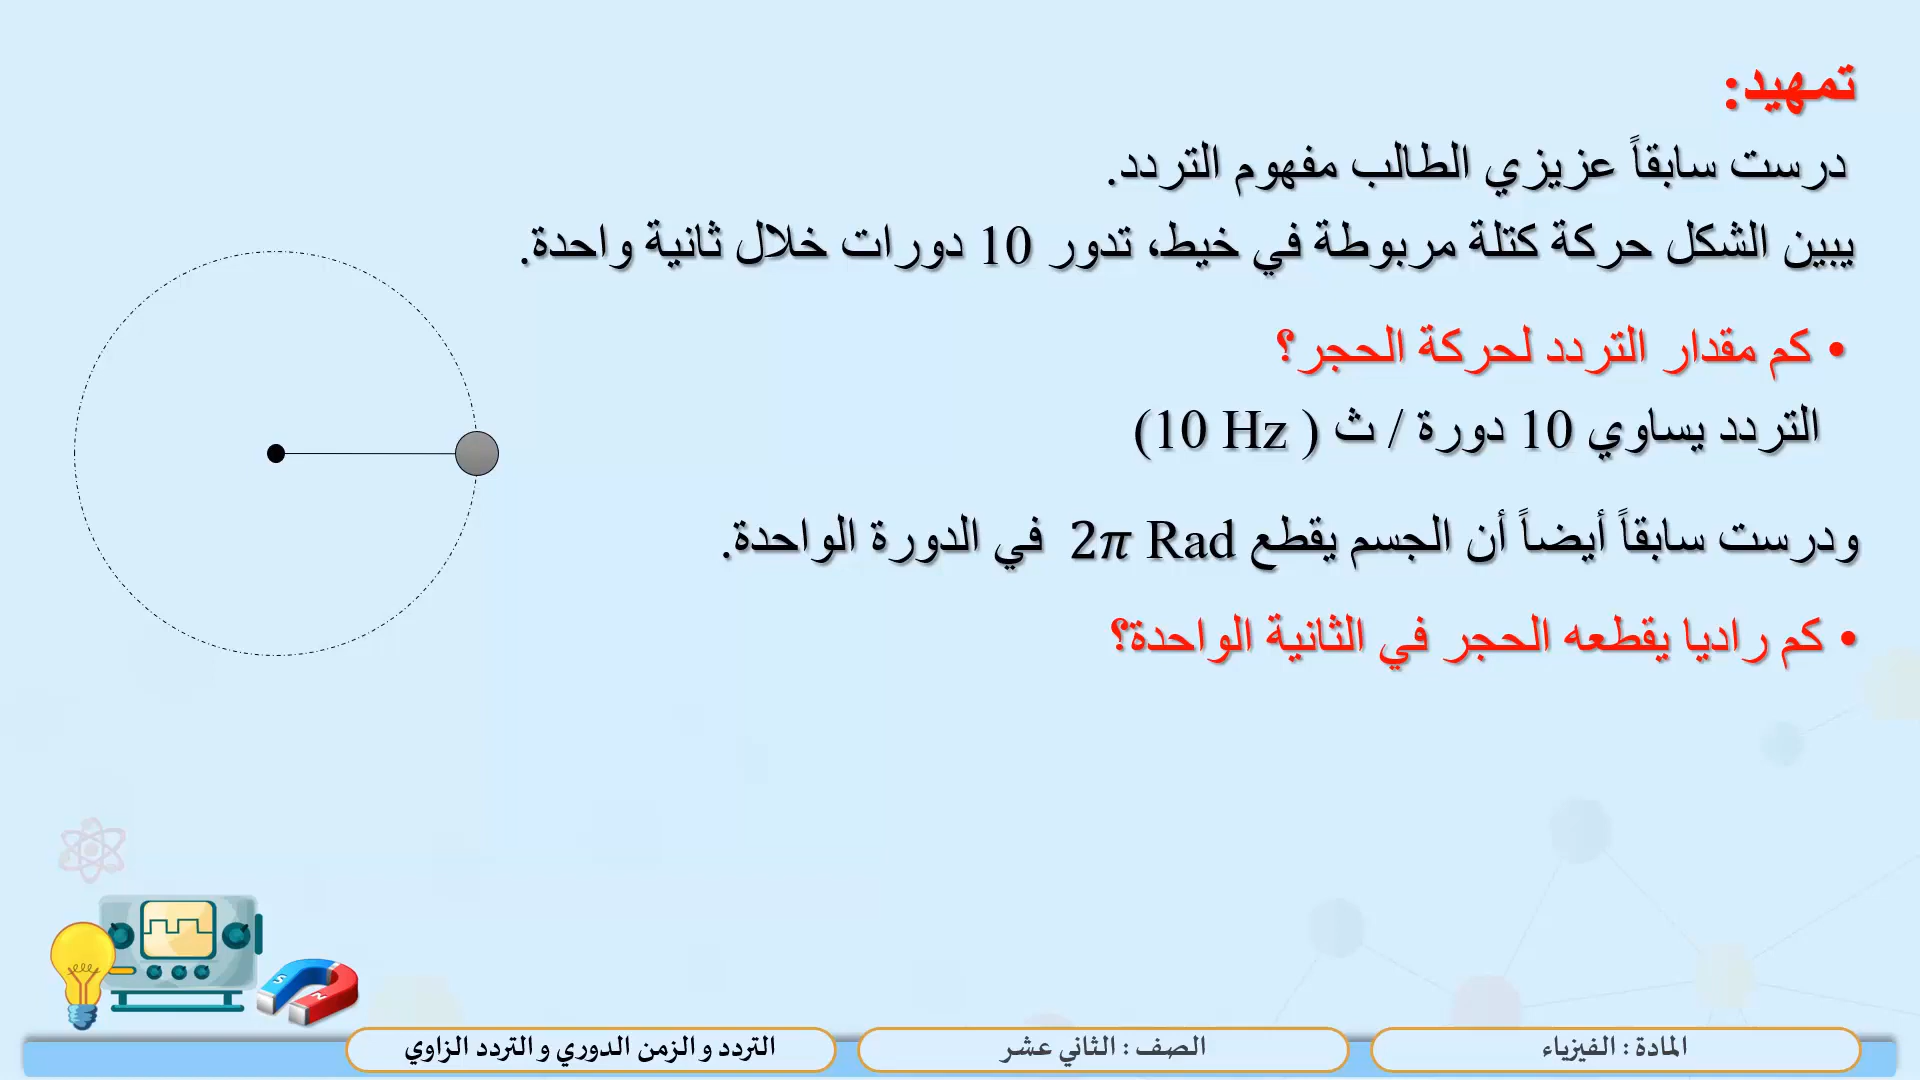 تمهيد:
درست سابقاً عزيزي الطالب مفهوم التردد.
يبين الشكل حركة كتلة مربوطة في خيط، تدور 10 دورات خلال ثانية واحدة.
• كم مقدار التردد لحركة الحجر؟
التردد يساوي 10 دورة / ث ( 10 Hz)
ودرست سابقاً أيضاً أن الجسم يقطع 2π Rad في الدورة الواحدة.
• كم راديا يقطعه الحجر في الثانية الواحدة؟
S
N
المادة : الفيزياء
الصف : الثاني عشر
التردد و الزمن الدوري و التردد الزاوي